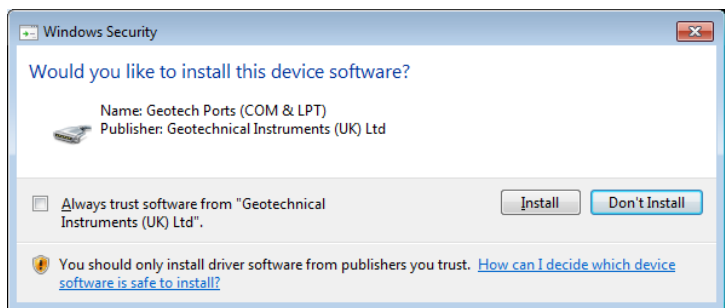 Windows Security
Would you like to install this device software?
Name: Geotech Ports (COM & LPT)
Publisher: Geotechnical Instruments (UK) Ltd
Always trust software from "Geotechnical
Instruments (UK) Ltd".
Install
Don't Install
You should only install driver software from publishers you trust. How can I decide which device
software is safe to install?